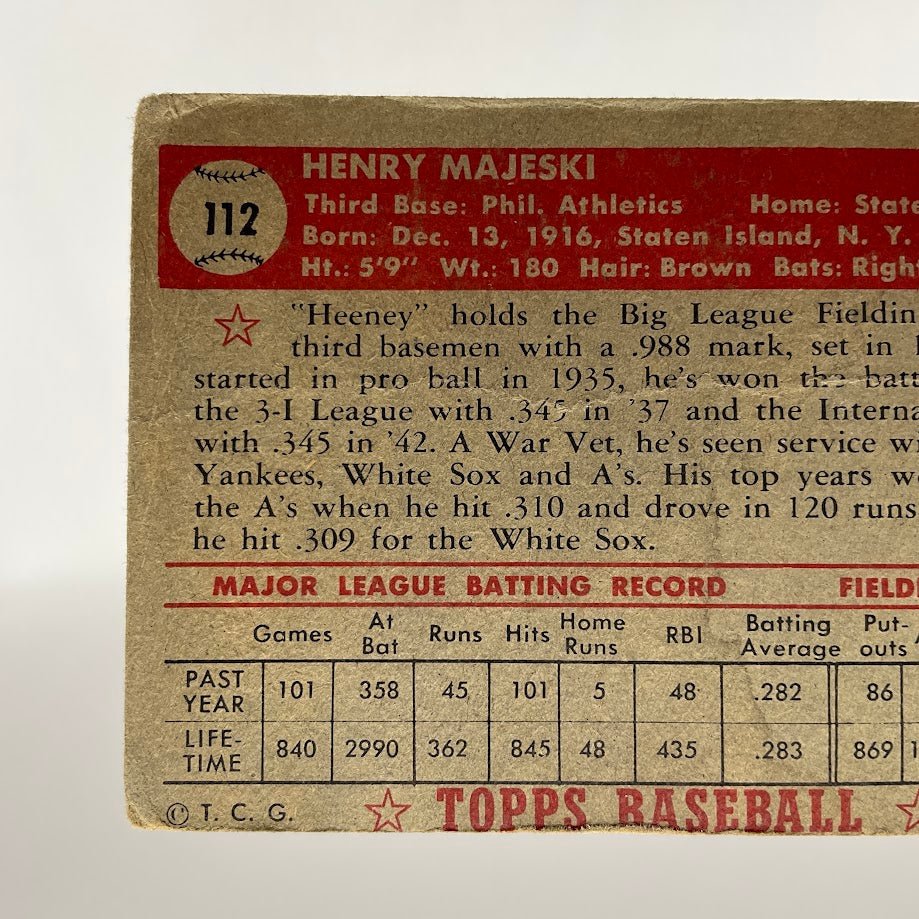 112
HENRY MAJESKI
Third Base: Phil. Athletics Home: State
Born: Dec. 13, 1916, Staten Island, N. Y.
Ht.: 5'9" Wt.: 180 Hair: Brown Bats: Right
"Heeney" holds the Big League Fieldin
third basemen with a .988 mark, set in
started in pro ball in 1935, he's won the batt
the 3-I League with .345 in '37 and the Interna
with .345 in '42. A War Vet, he's seen service wi
Yankees, White Sox and A's. His top years w
the A's when he hit .310 and drove in 120 runs
he hit .309 for the White Sox.
MAJOR LEAGUE BATTING RECORD FIELD
Games At Bat Runs Hits Home Runs RBI Batting Average Put-outs
PAST YEAR 101 358 45 101 5 48 .282 86
LIFE-TIME 840 2990 362 845 48 435 .283 869
© T. C. G. TOPPS BASEBALL